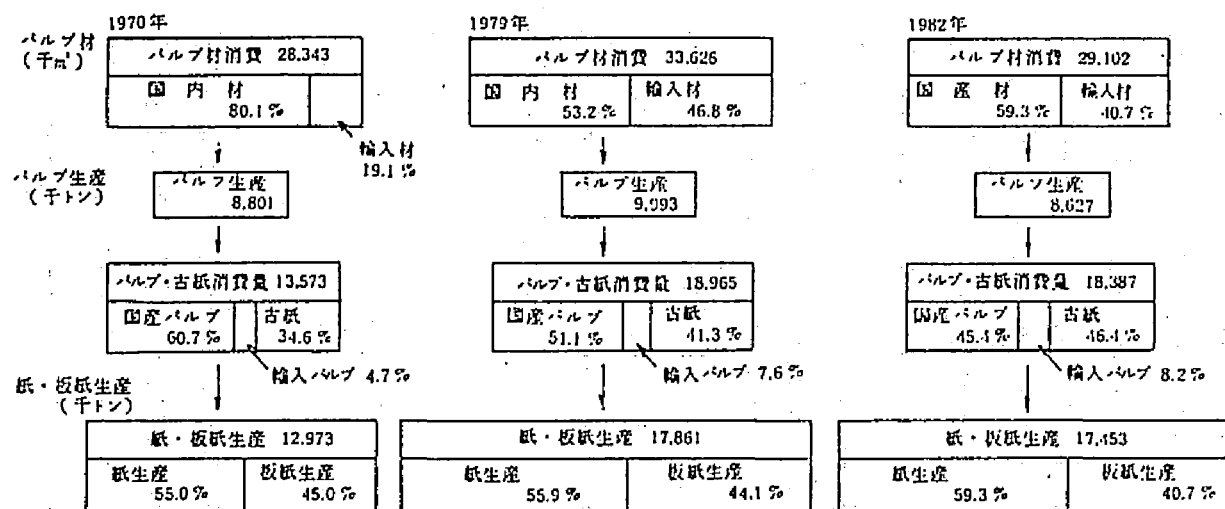 1970年
1979年
1982年
パルプ材
(千m³)
パルプ材消費 28,343
国内材
80.1%
輸入材
19.1%
パルプ材消費 33,626
国内材
53.2%
輸入材
46.8%
パルプ材消費 29,102
国産材
59.3%
輸入材
40.7%
パルプ生産
(千トン)
パルプ生産
8,801
パルプ生産
9,993
パルプ生産
8,627
パルプ・古紙消費量 13,573
国産パルプ
60.7%
古紙
34.6%
輸入パルプ 4.7%
パルプ・古紙消費量 18,965
国産パルプ
51.1%
古紙
41.3%
輸入パルプ 7.6%
パルプ・古紙消費量 18,387
国産パルプ
45.4%
古紙
46.4%
輸入パルプ 8.2%
紙・板紙生産
(千トン)
紙・板紙生産 12,973
紙生産
55.0%
板紙生産
45.0%
紙・板紙生産 17,861
紙生産
55.9%
板紙生産
44.1%
紙・板紙生産 17,453
紙生産
59.3%
板紙生産
40.7%